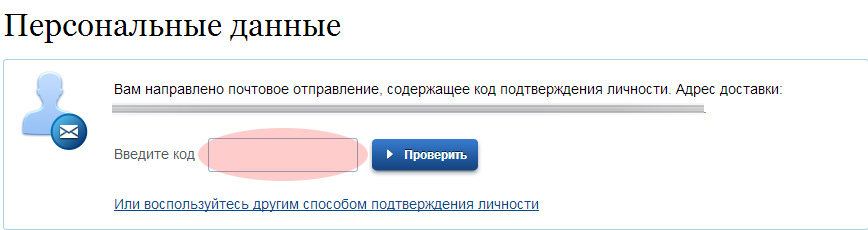 Персональные данные
Вам направлено почтовое отправление, содержащее код подтверждения личности. Адрес доставки:
Введите код
Проверить
Или воспользуйтесь другим способом подтверждения личности